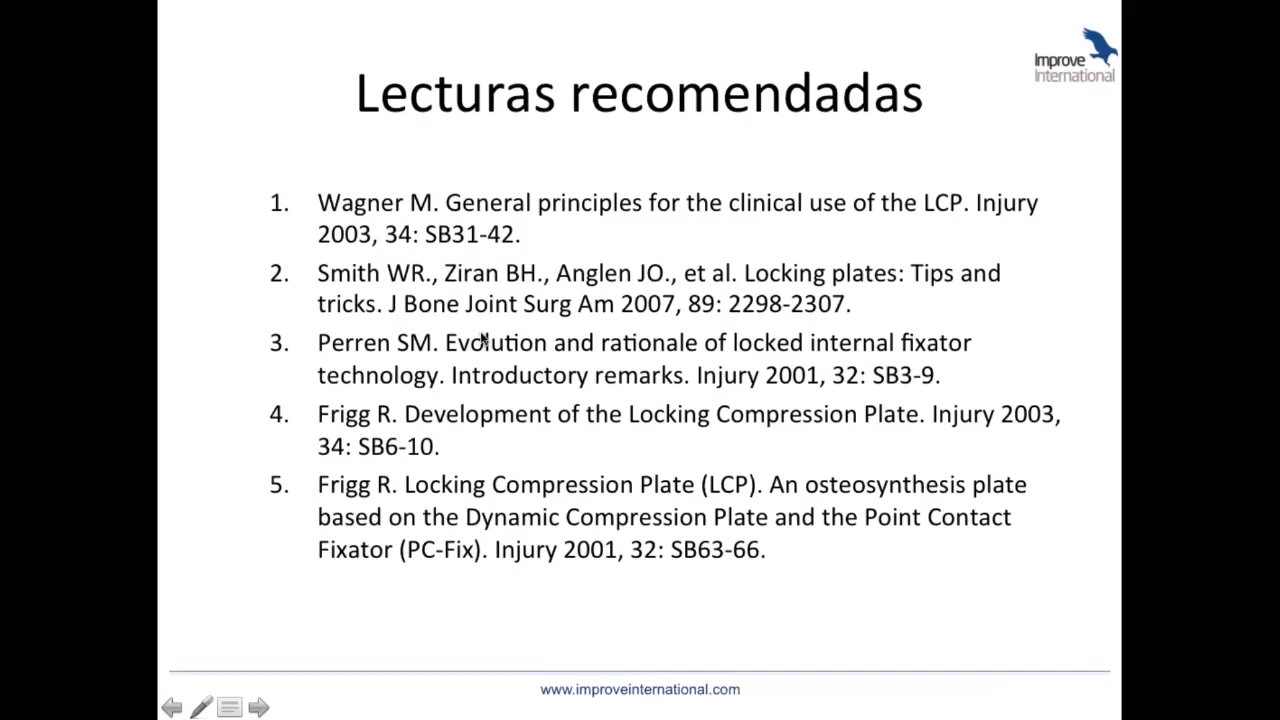 Improve
International
Lecturas recomendadas
1. Wagner M. General principles for the clinical use of the LCP. Injury
2003, 34: SB31-42.
2. Smith WR., Ziran BH., Anglen JO., et al. Locking plates: Tips and
tricks. J Bone Joint Surg Am 2007, 89: 2298-2307.
3. Perren SM. Evolution and rationale of locked internal fixator
technology. Introductory remarks. Injury 2001, 32: SB3-9.
4. Frigg R. Development of the Locking Compression Plate. Injury 2003,
34: SB6-10.
5. Frigg R. Locking Compression Plate (LCP). An osteosynthesis plate
based on the Dynamic Compression Plate and the Point Contact
Fixator (PC-Fix). Injury 2001, 32: SB63-66.
www.improveinternational.com